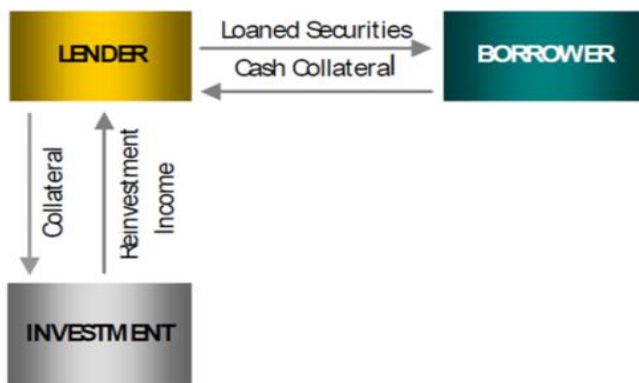 LENDER
Loaned Securities
Cash Collateral
BORROWER
Collateral
Reinvestment
Income
INVESTMENT